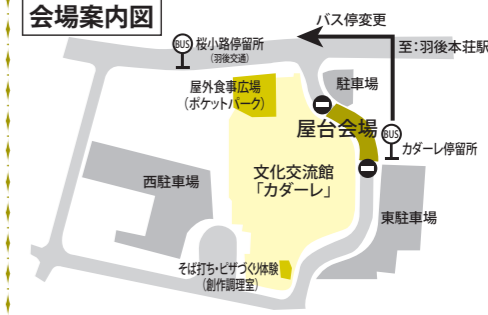 会場案内図
バス停変更
BUS
桜小路停留所
(羽後交通)
至:羽後本荘駅
屋外食事広場
(ポケットパーク)
駐車場
屋台会場
BUS
カダーレ停留所
文化交流館
「カダーレ」
西駐車場
東駐車場
そば打ち・ピザづくり体験
(創作調理室)